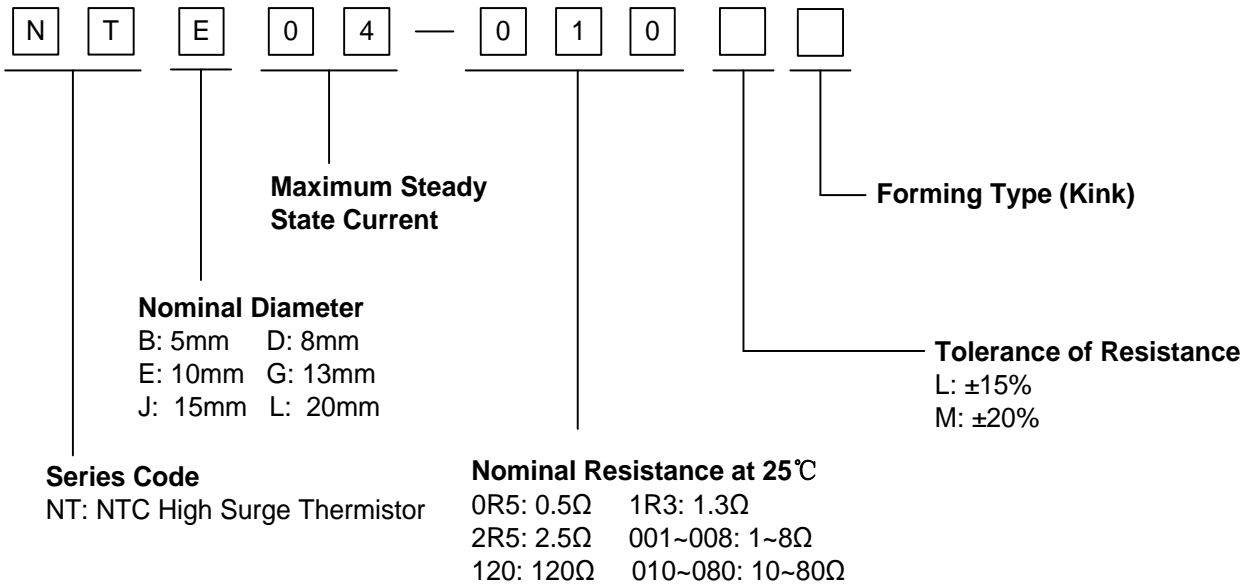 N T E 0 4 — 0 1 0
Maximum Steady
State Current
Forming Type (Kink)
Nominal Diameter
B: 5mm D: 8mm
E: 10mm G: 13mm
J: 15mm L: 20mm
Tolerance of Resistance
L: ±15%
M: ±20%
Series Code
NT: NTC High Surge Thermistor
Nominal Resistance at 25℃
0R5: 0.5Ω 1R3: 1.3Ω
2R5: 2.5Ω 001~008: 1~8Ω
120: 120Ω 010~080: 10~80Ω